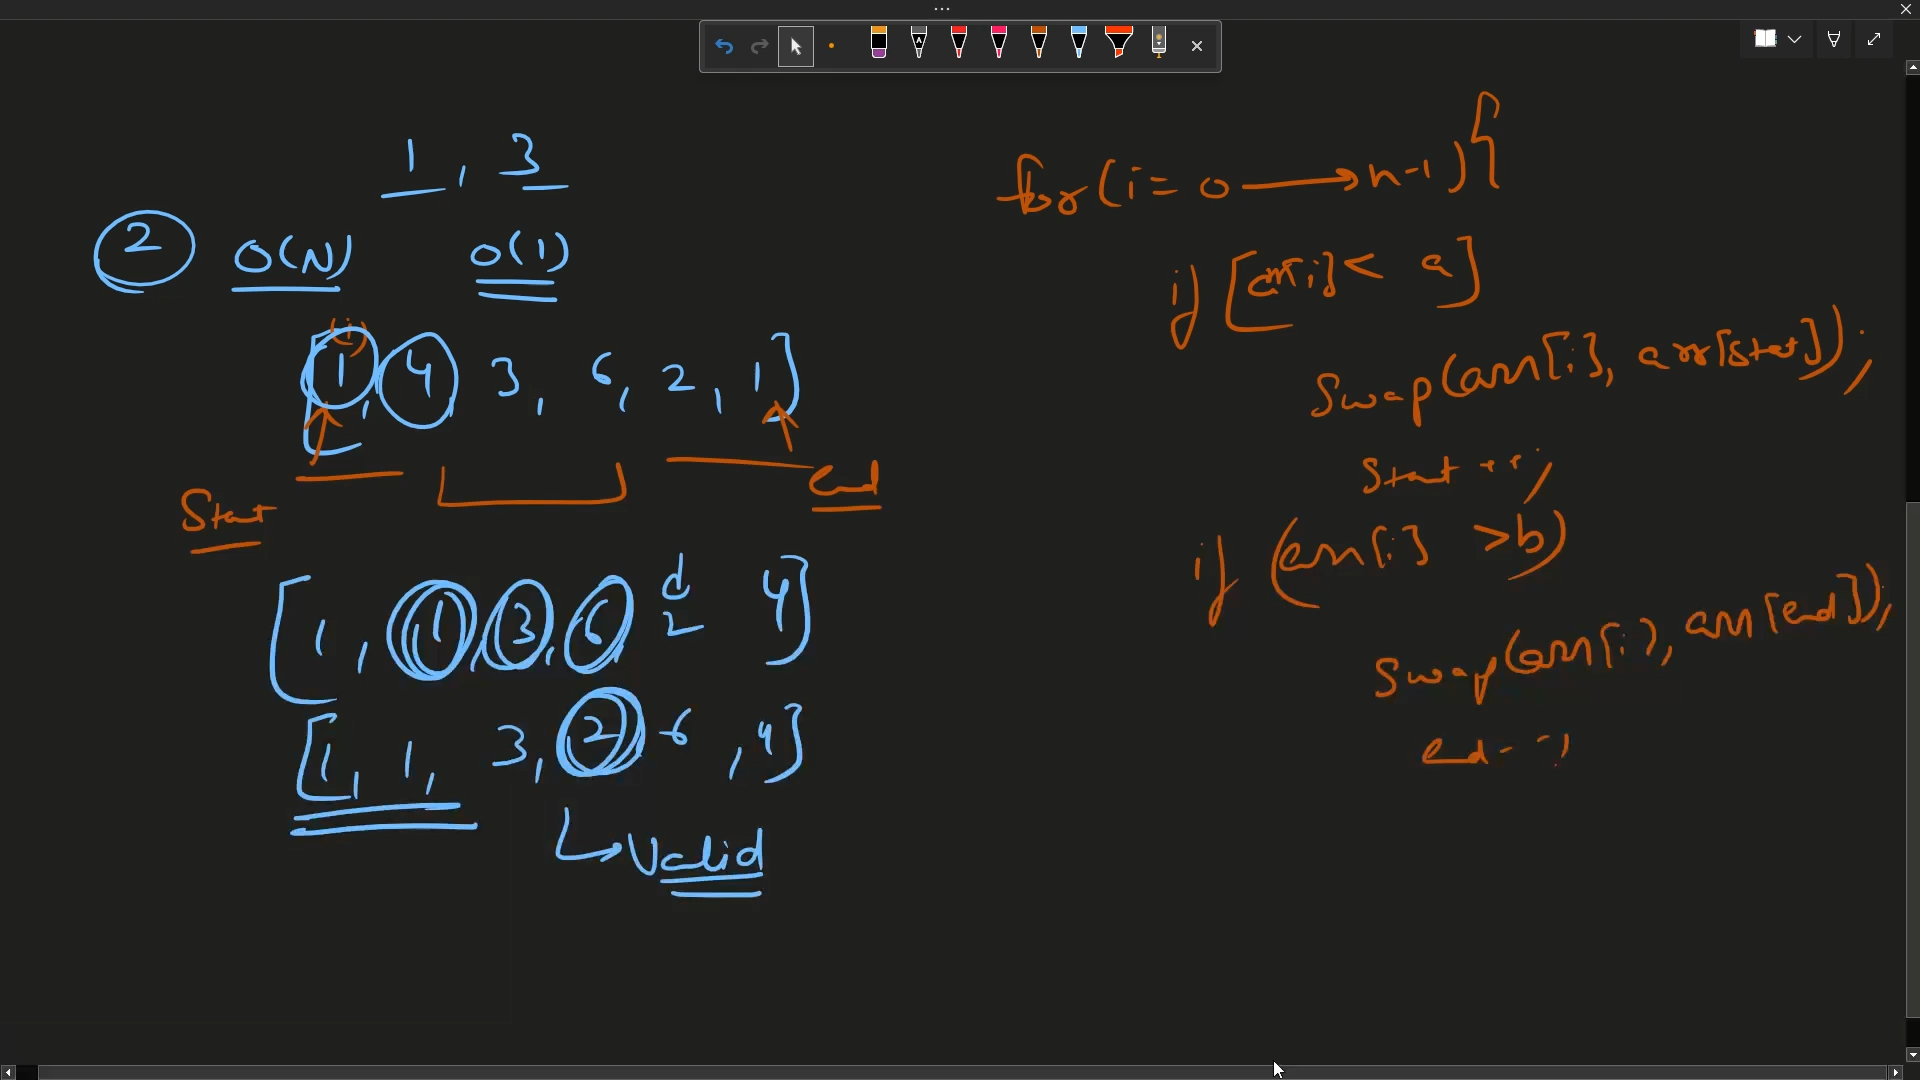 1, 3
2 O(N) O(1)
(i)
[1, 4 3, 6, 2, 1]
Start
end
[1, 1, 3, 6, 2 4]
[1, 1, 3, 2 6, 4]
Valid
for(i = 0 → n-1){
if [arr[i] < a]
Swap(arr[i], arr[start]);
Start ++;
if (arr[i] > b)
Swap(arr[i], arr[end]);
end--;